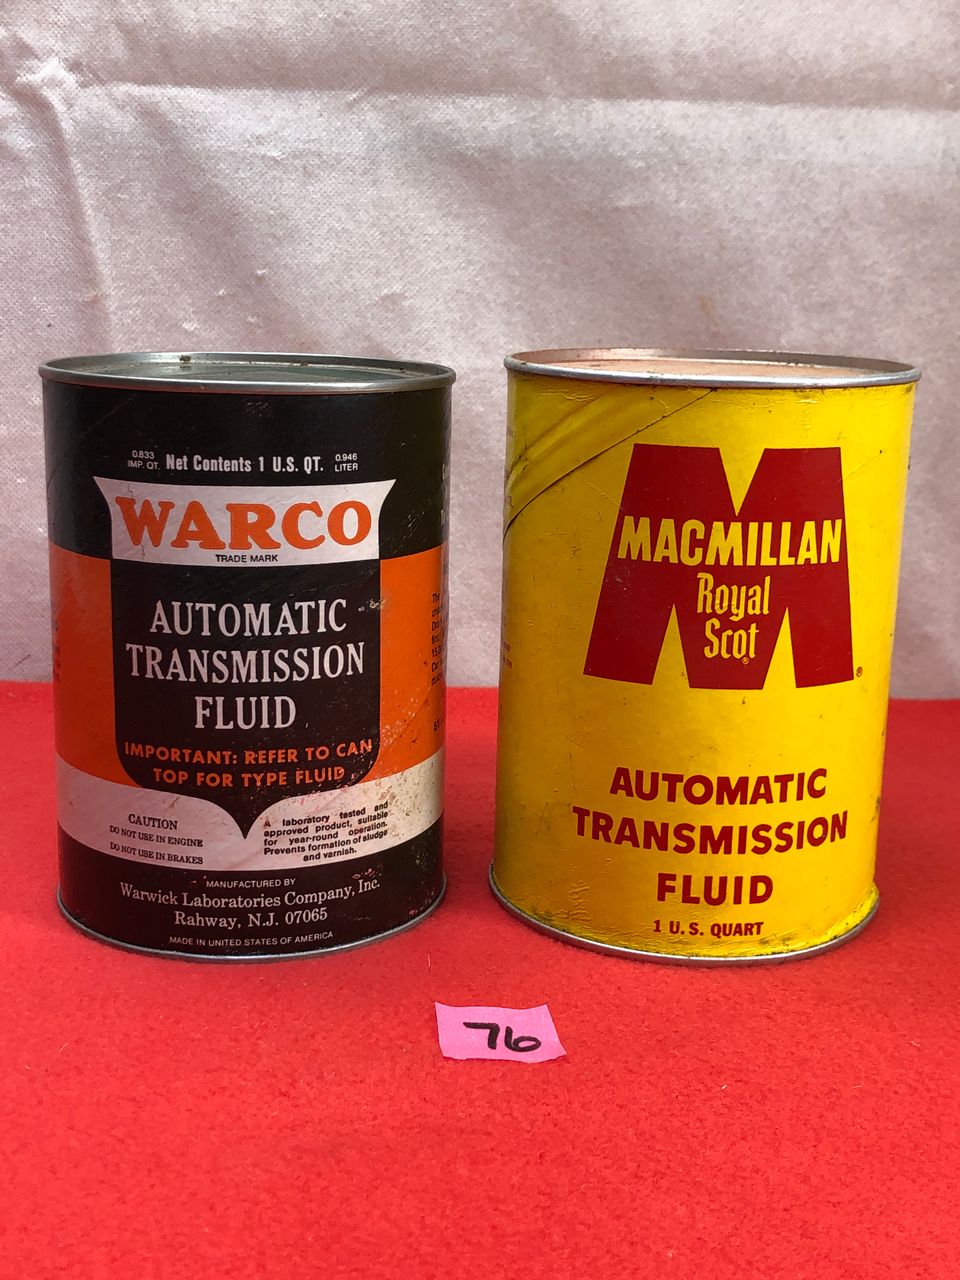 0.833
IMP. QT.
Net Contents 1 U.S. QT.
0.946
LITER
WARCO
TRADE MARK
AUTOMATIC
TRANSMISSION
FLUID
IMPORTANT: REFER TO CAN
TOP FOR TYPE FLUID
CAUTION
DO NOT USE IN ENGINE
DO NOT USE IN BRAKES
A laboratory tested and
approved product, suitable
for year-round operation.
Prevents formation of sludge
and varnish.
MANUFACTURED BY
Warwick Laboratories Company, Inc.
Rahway, N.J. 07065
MADE IN UNITED STATES OF AMERICA
MACMILLAN
Royal
Scot
®
AUTOMATIC
TRANSMISSION
FLUID
1 U.S. QUART
76